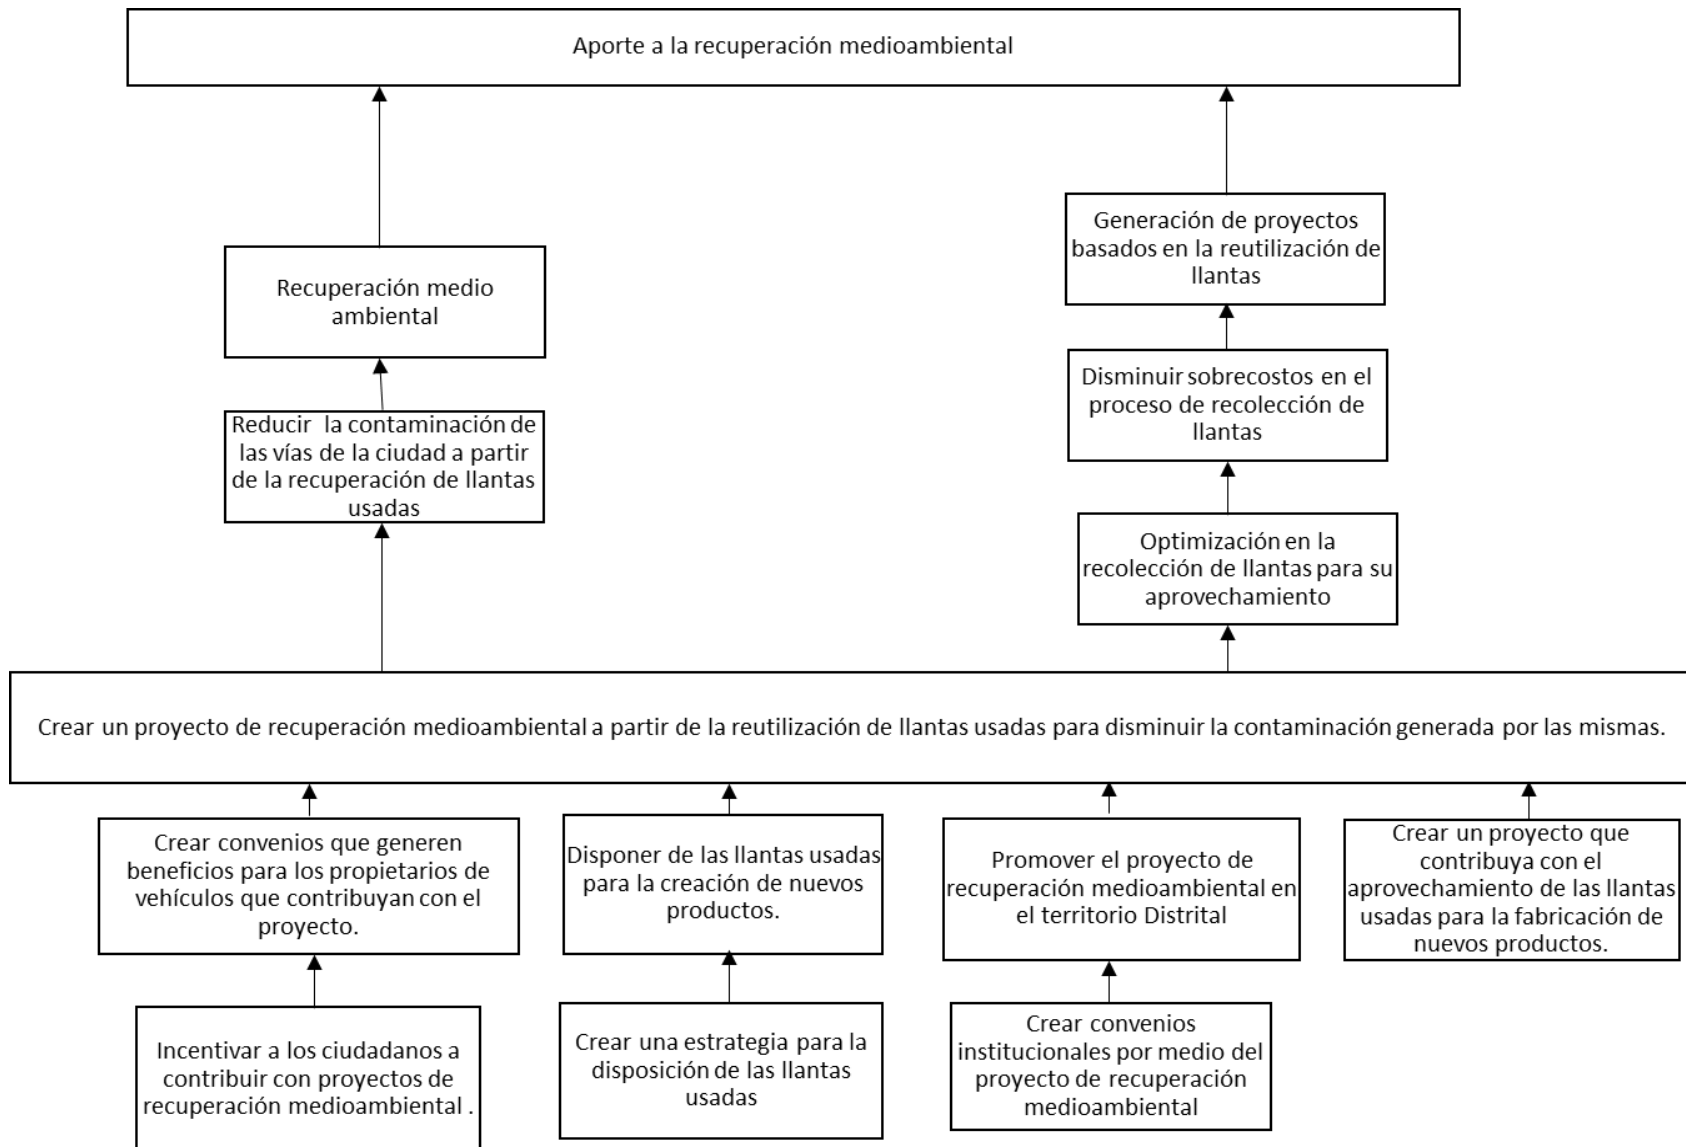 Aporte a la recuperación medioambiental
Generación de proyectos
basados en la reutilización de
llantas
Recuperación medio
ambiental
Disminuir sobrecostos en el
proceso de recolección de
llantas
Reducir la contaminación de
las vías de la ciudad a partir
de la recuperación de llantas
usadas
Optimización en la
recolección de llantas para su
aprovechamiento
Crear un proyecto de recuperación medioambiental a partir de la reutilización de llantas usadas para disminuir la contaminación generada por las mismas.
Crear convenios que generen
beneficios para los propietarios de
vehículos que contribuyan con el
proyecto.
Disponer de las llantas usadas
para la creación de nuevos
productos.
Promover el proyecto de
recuperación medioambiental en
el territorio Distrital
Crear un proyecto que
contribuya con el
aprovechamiento de las llantas
usadas para la fabricación de
nuevos productos.
Incentivar a los ciudadanos a
contribuir con proyectos de
recuperación medioambiental .
Crear una estrategia para la
disposición de las llantas
usadas
Crear convenios
institucionales por medio del
proyecto de recuperación
medioambiental